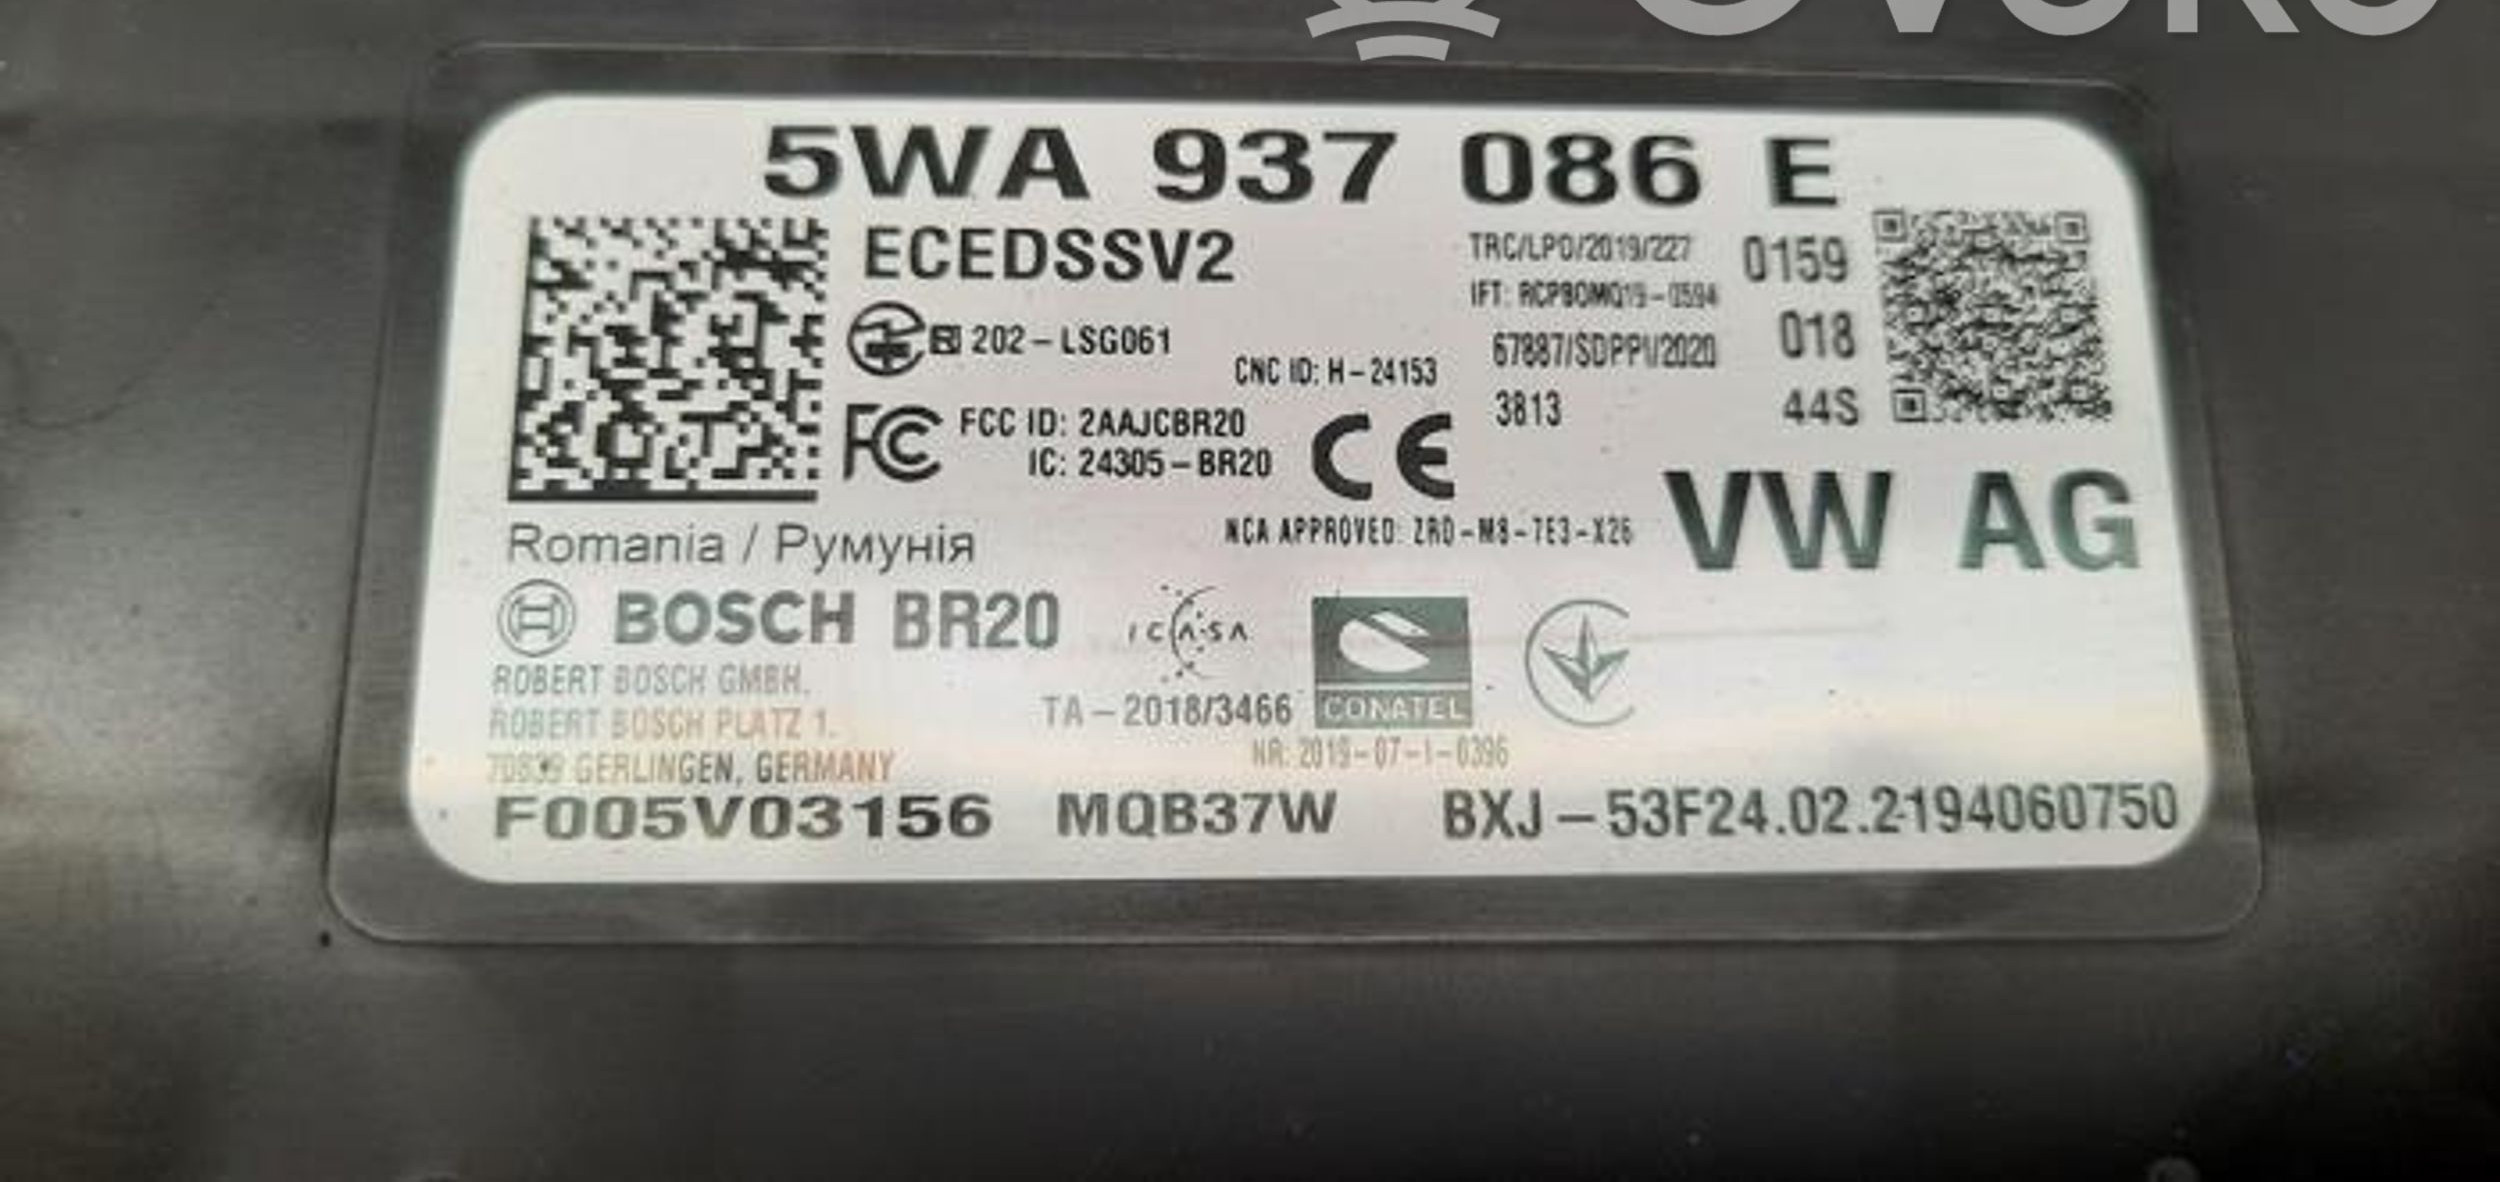 5WA 937 086 E
ECEDSSV2
TRC/LPD/2019/227
0159
IFT: RCPBOMQ19-0594
202-LSG061
67887/SDPPI/2020
018
CNC ID: H-24153
3813
44S
FCC ID: 2AAJCBR20
IC: 24305-BR20
CE
VW AG
Romania / Румунія
NCA APPROVED: ZRO-M8-7E3-X26
BOSCH BR20
ICASA
ROBERT BOSCH GMBH.
ROBERT BOSCH PLATZ 1.
TA-2018/3466
CONATEL
NR: 2019-07-1-0396
70839 GERLINGEN, GERMANY
F005V03156 MQB37W BXJ-53F24.02.2194060750